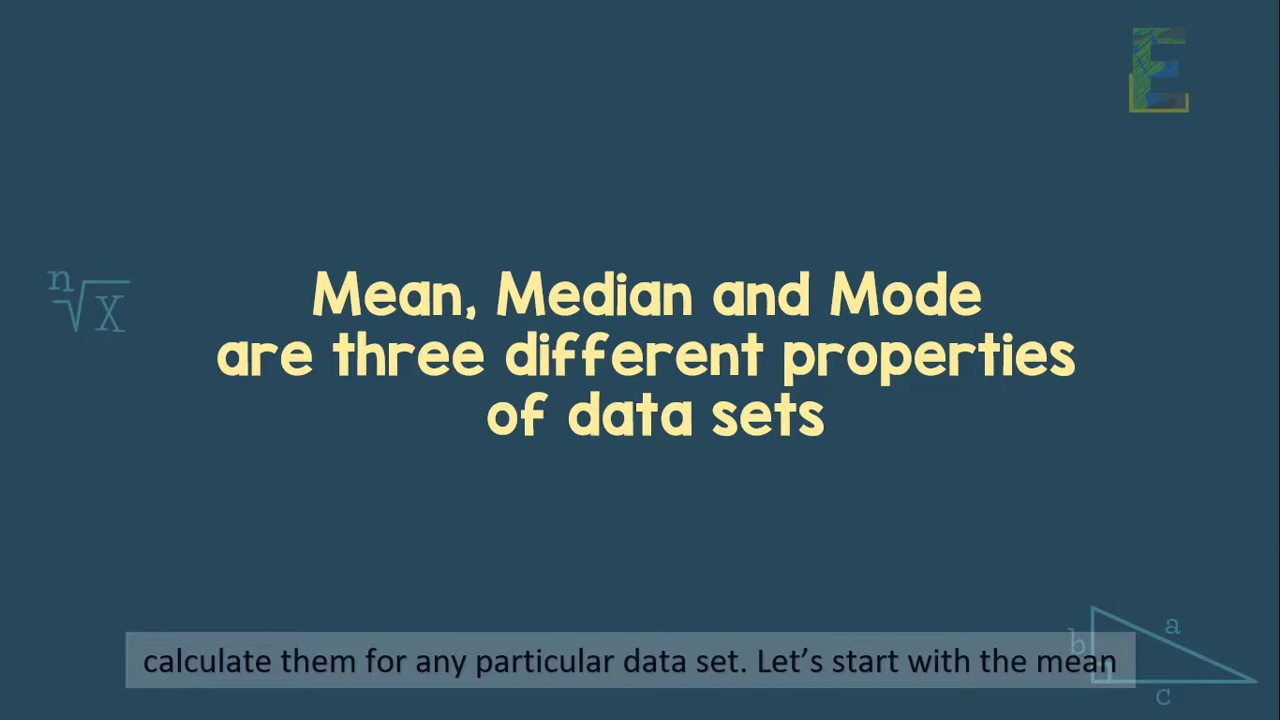 E
n
√X
Mean, Median and Mode
are three different properties
of data sets
a
b
c
calculate them for any particular data set. Let’s start with the mean